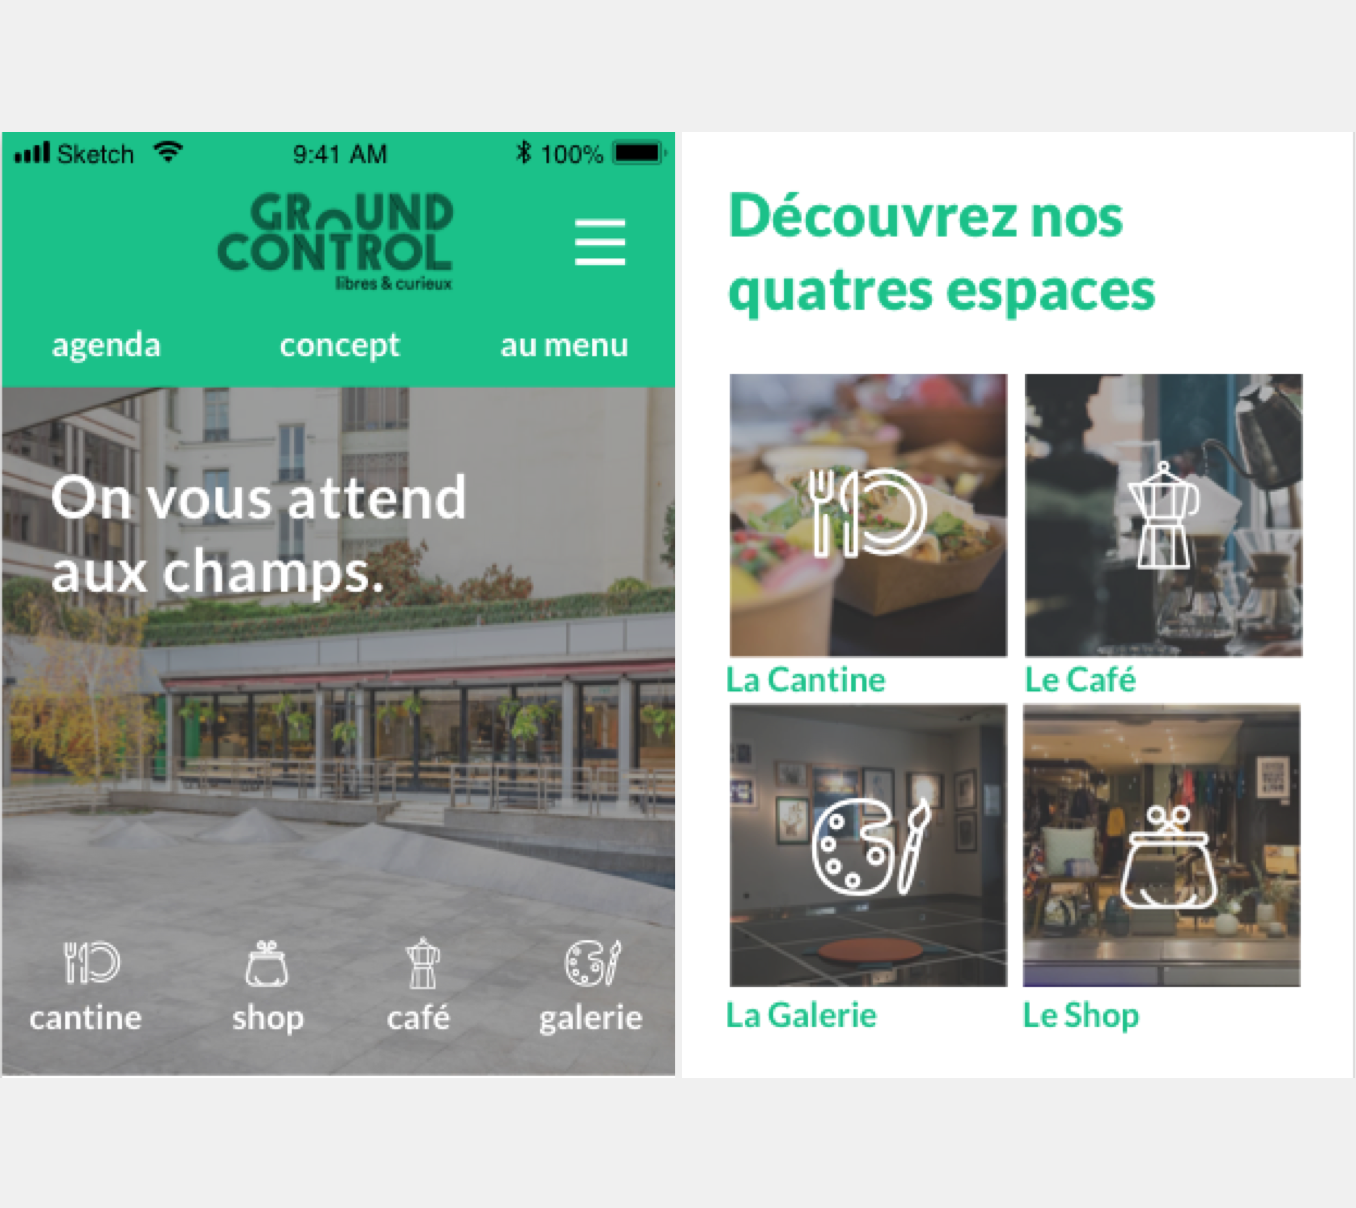 Sketch 9:41 AM 100%
GROUND
CONTROL
libres & curieux
agenda concept au menu
On vous attend
aux champs.
cantine shop café galerie
Découvrez nos
quatres espaces
La Cantine Le Café
La Galerie Le Shop